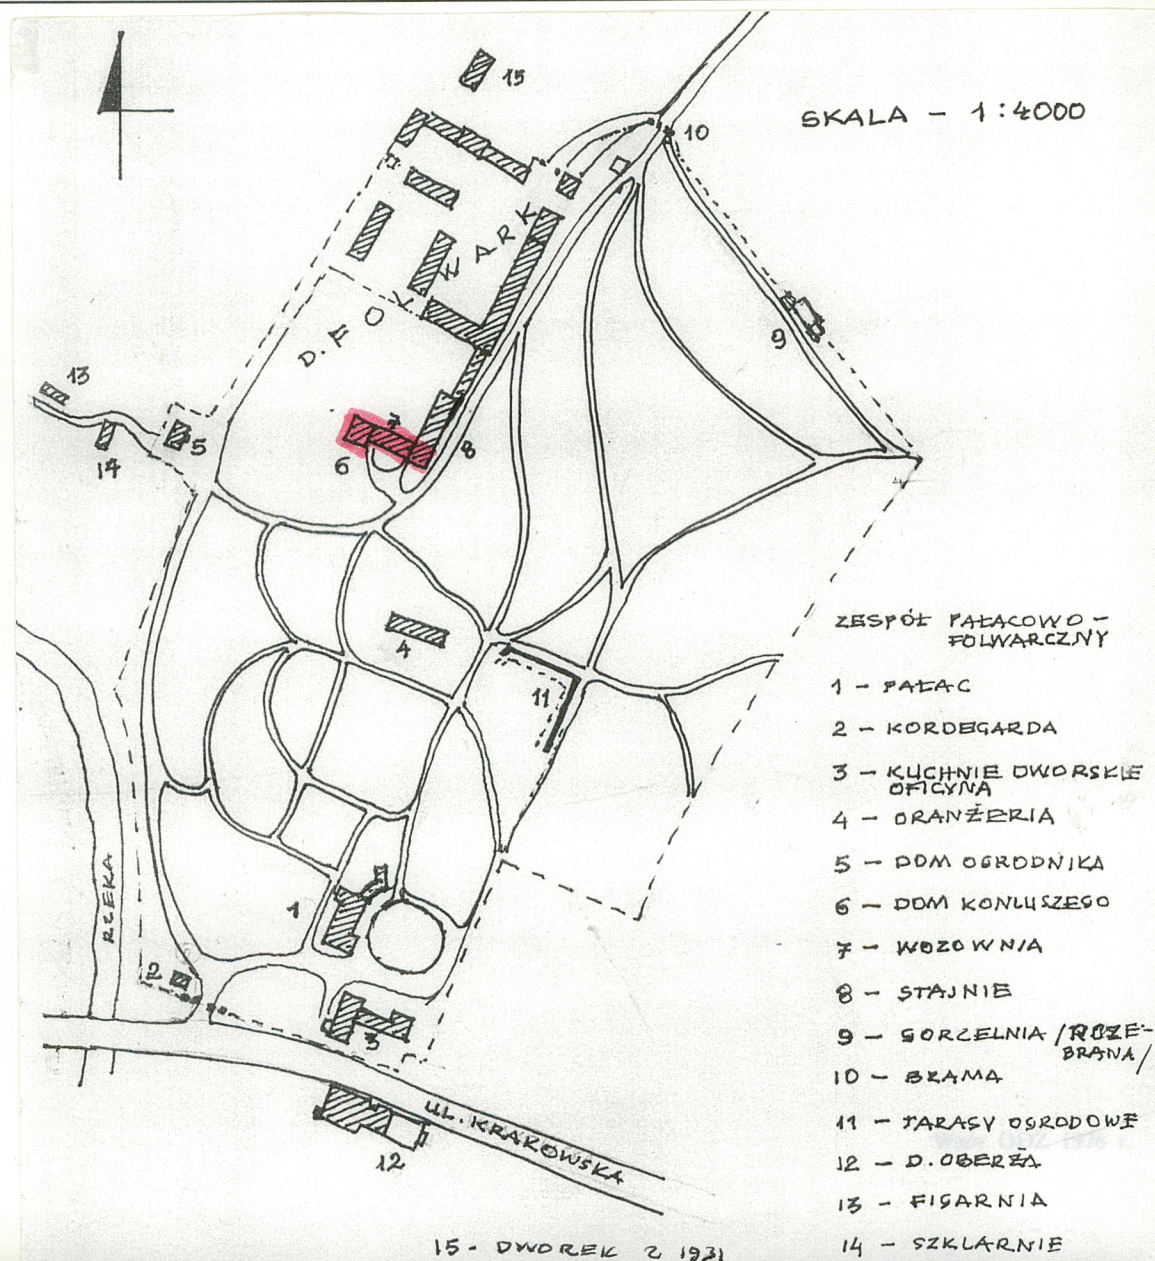 SKALA - 1:4000
15
10
D. FOLWARK
9
13
14
5
7
6
8
4
11
RZEKA
1
2
3
UL. KRAKOWSKA
12
ZESPÓŁ PAŁACOWO -
FOLWARCZNY
1 - PAŁAC
2 - KORDEGARDA
3 - KUCHNIE DWORSKIE
OFICYNA
4 - ORANŻERIA
5 - DOM OGRODNIKA
6 - DOM KONIUSZEGO
7 - WOZOWNIA
8 - STAJNIE
9 - GORZELNIA /ROZE-
BRANA/
10 - BRAMA
11 - TARASY OGRODOWE
12 - D. OBERŻA
13 - FIGARNIA
14 - SZKLARNIE
15 - DWOREK Z 1931